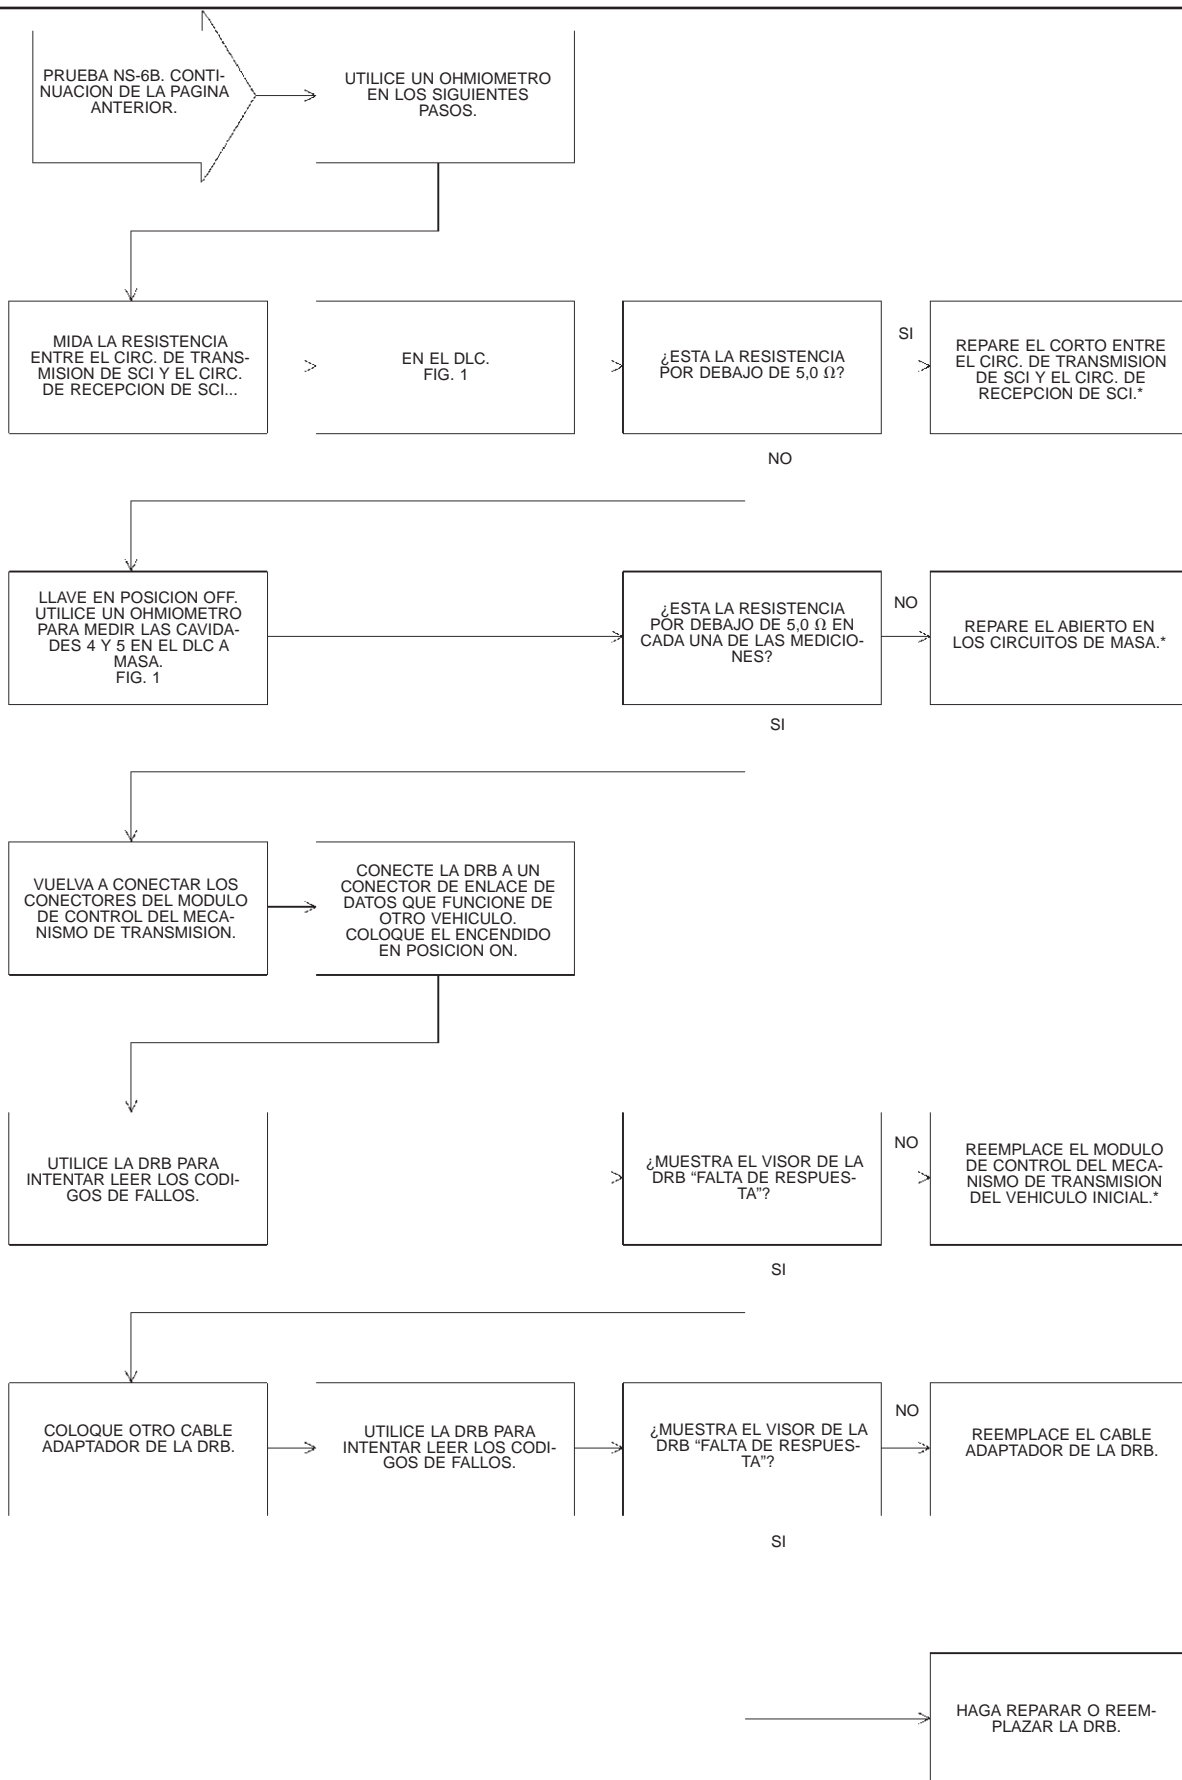 PRUEBA NS-6B. CONTI-
NUACION DE LA PAGINA
ANTERIOR.
UTILICE UN OHMIOMETRO
EN LOS SIGUIENTES
PASOS.
MIDA LA RESISTENCIA
ENTRE EL CIRC. DE TRANS-
MISION DE SCI Y EL CIRC.
DE RECEPCION DE SCI...
EN EL DLC.
FIG. 1
¿ESTA LA RESISTENCIA
POR DEBAJO DE 5,0 Ω?
SI
REPARE EL CORTO ENTRE
EL CIRC. DE TRANSMISION
DE SCI Y EL CIRC. DE
RECEPCION DE SCI.*
NO
LLAVE EN POSICION OFF.
UTILICE UN OHMIOMETRO
PARA MEDIR LAS CAVIDA-
DES 4 Y 5 EN EL DLC A
MASA.
FIG. 1
¿ESTA LA RESISTENCIA
POR DEBAJO DE 5,0 Ω EN
CADA UNA DE LAS MEDICIO-
NES?
NO
REPARE EL ABIERTO EN
LOS CIRCUITOS DE MASA.*
SI
VUELVA A CONECTAR LOS
CONECTORES DEL MODULO
DE CONTROL DEL MECA-
NISMO DE TRANSMISION.
CONECTE LA DRB A UN
CONECTOR DE ENLACE DE
DATOS QUE FUNCIONE DE
OTRO VEHICULO.
COLOQUE EL ENCENDIDO
EN POSICION ON.
UTILICE LA DRB PARA
INTENTAR LEER LOS CODI-
GOS DE FALLOS.
¿MUESTRA EL VISOR DE LA
DRB “FALTA DE RESPUES-
TA”?
NO
REEMPLACE EL MODULO
DE CONTROL DEL MECA-
NISMO DE TRANSMISION
DEL VEHICULO INICIAL.*
SI
COLOQUE OTRO CABLE
ADAPTADOR DE LA DRB.
UTILICE LA DRB PARA
INTENTAR LEER LOS CODI-
GOS DE FALLOS.
¿MUESTRA EL VISOR DE LA
DRB “FALTA DE RESPUES-
TA”?
NO
REEMPLACE EL CABLE
ADAPTADOR DE LA DRB.
SI
HAGA REPARAR O REEM-
PLAZAR LA DRB.